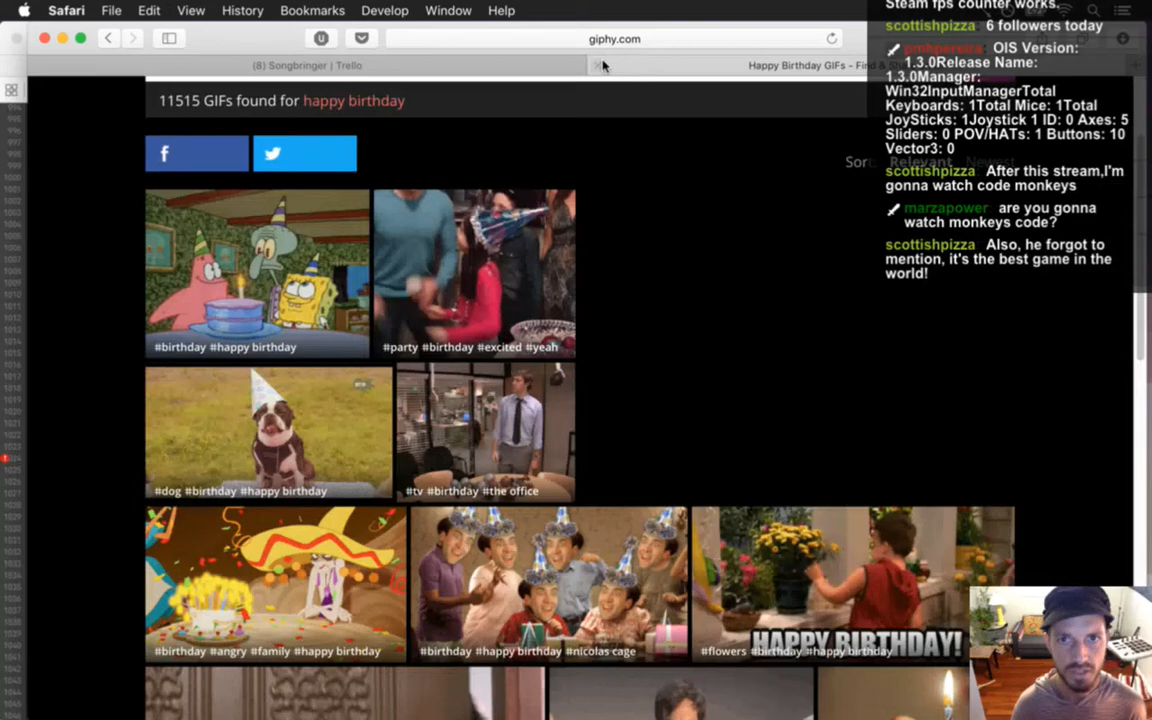 Safari File Edit View History Bookmarks Develop Window Help
giphy.com
(8) Songbringer | Trello
Happy Birthday GIFs - Find &
11515 GIFs found for happy birthday
Relevant Newest
#birthday #happy birthday
#party #birthday #excited #yeah
#dog #birthday #happy birthday
#tv #birthday #the office
#birthday #angry #family #happy birthday
#birthday #happy birthday #nicolas cage
HAPPY BIRTHDAY!
#flowers #birthday #happy birthday
Steam fps counter works.
scottishpizza 6 followers today
pmhpereira OIS Version:
1.3.0Release Name:
1.3.0Manager:
Win32InputManagerTotal
Keyboards: 1Total Mice: 1Total
JoySticks: 1Joystick 1 ID: 0 Axes: 5
Sliders: 0 POV/HATs: 1 Buttons: 10
Vector3: 0
scottishpizza After this stream,I'm
gonna watch code monkeys
marzapower are you gonna
watch monkeys code?
scottishpizza Also, he forgot to
mention, it's the best game in the
world!